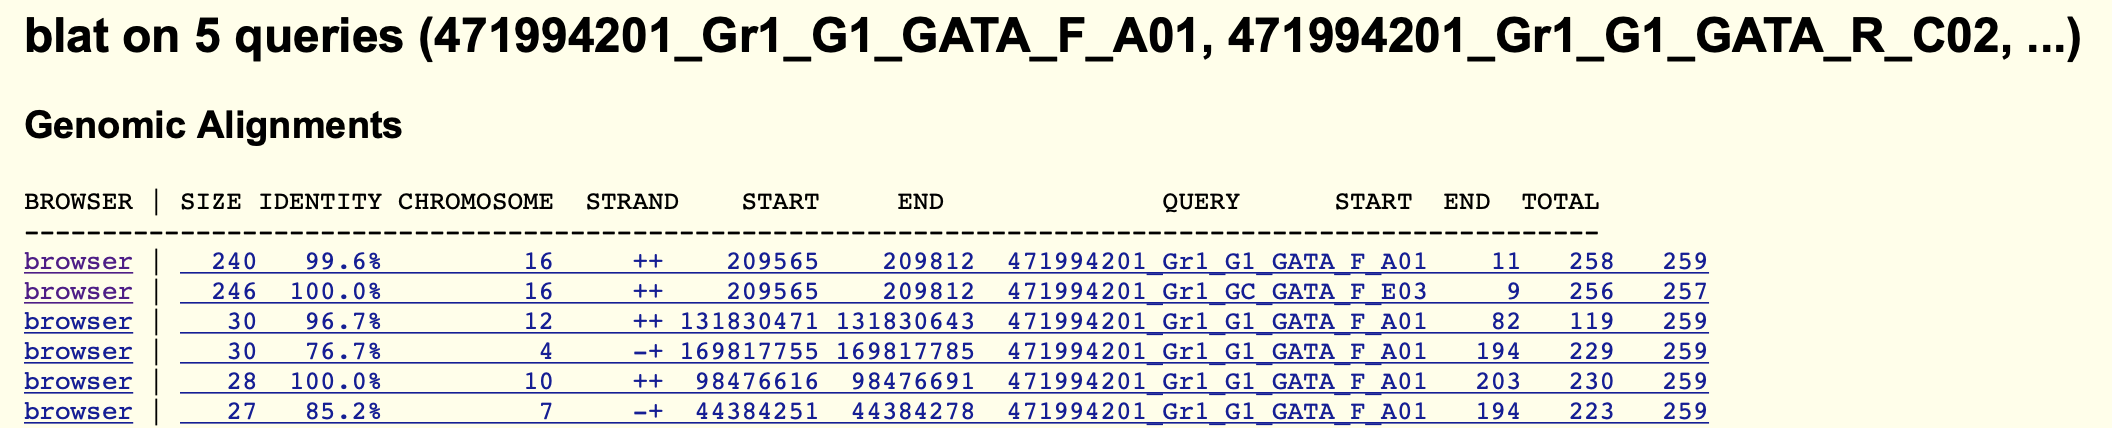 blat on 5 queries (471994201_Gr1_G1_GATA_F_A01, 471994201_Gr1_G1_GATA_R_C02, ...)
Genomic Alignments
BROWSER | SIZE IDENTITY CHROMOSOME STRAND START END QUERY START END TOTAL
-----------------------------------------------------------------------------------------------------
browser | 240 99.6% 16 ++ 209565 209812 471994201_Gr1_G1_GATA_F_A01 11 258 259
browser | 246 100.0% 16 ++ 209565 209812 471994201_Gr1_GC_GATA_F_E03 9 256 257
browser | 30 96.7% 12 ++ 131830471 131830643 471994201_Gr1_G1_GATA_F_A01 82 119 259
browser | 30 76.7% 4 -+ 169817755 169817785 471994201_Gr1_G1_GATA_F_A01 194 229 259
browser | 28 100.0% 10 ++ 98476616 98476691 471994201_Gr1_G1_GATA_F_A01 203 230 259
browser | 27 85.2% 7 -+ 44384251 44384278 471994201_Gr1_G1_GATA_F_A01 194 223 259